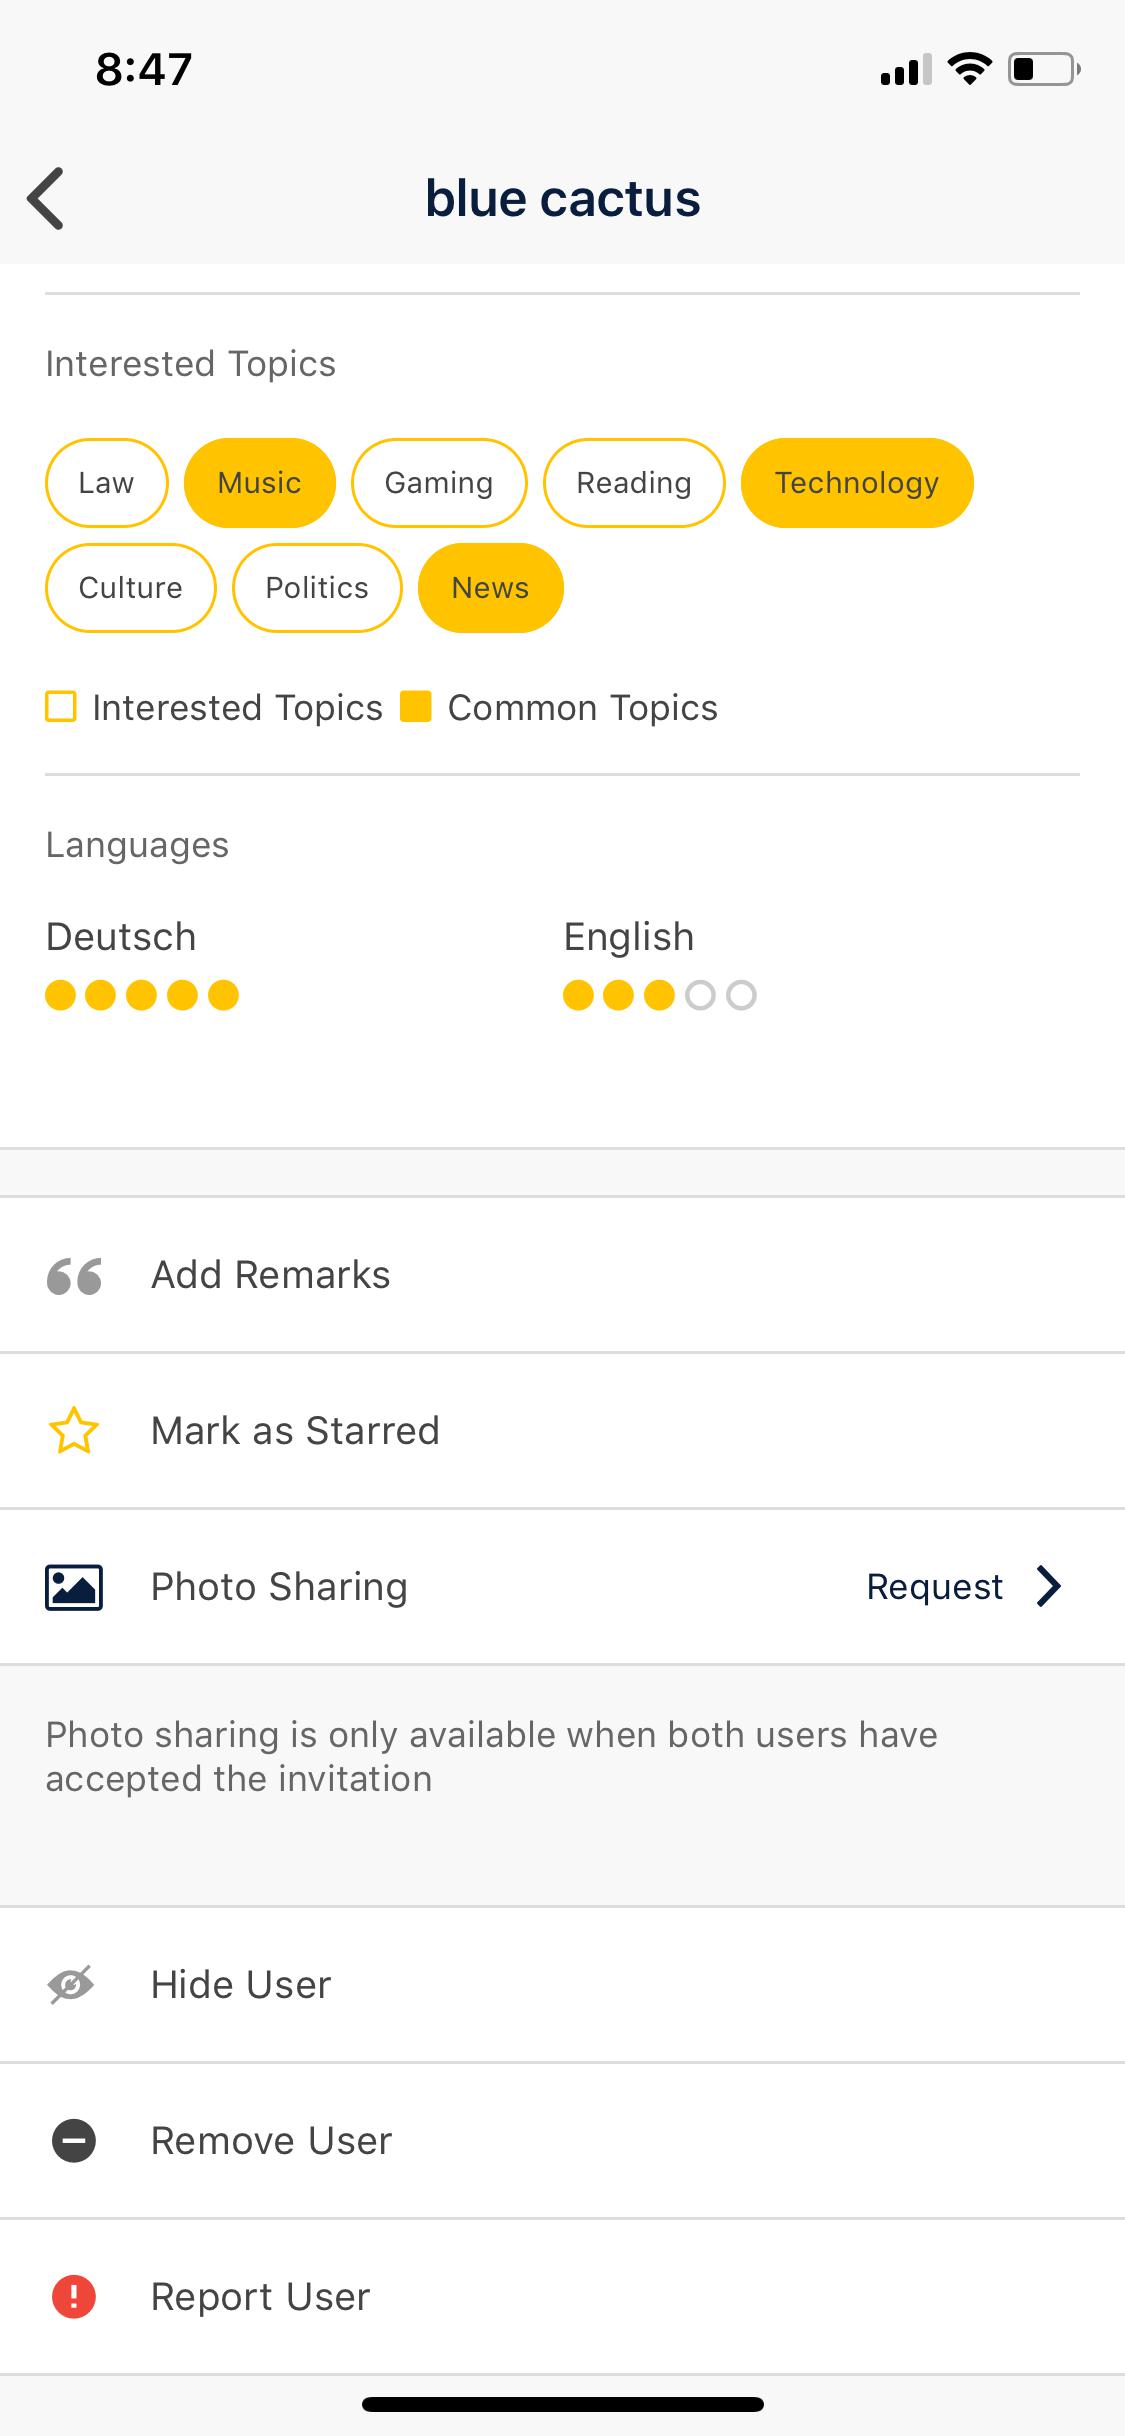 8:47
blue cactus
Interested Topics
Law Music Gaming Reading Technology
Culture Politics News
Interested Topics Common Topics
Languages
Deutsch English
Add Remarks
Mark as Starred
Photo Sharing Request
Photo sharing is only available when both users have
accepted the invitation
Hide User
Remove User
Report User